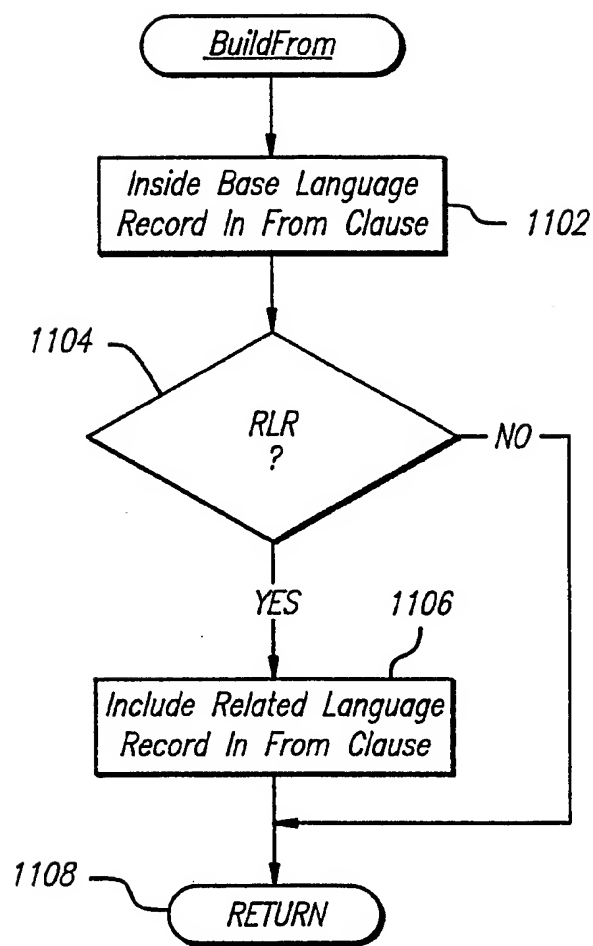 BuildFrom
Inside Base Language
Record In From Clause
1102
1104
RLR
?
NO
YES
1106
Include Related Language
Record In From Clause
1108
RETURN